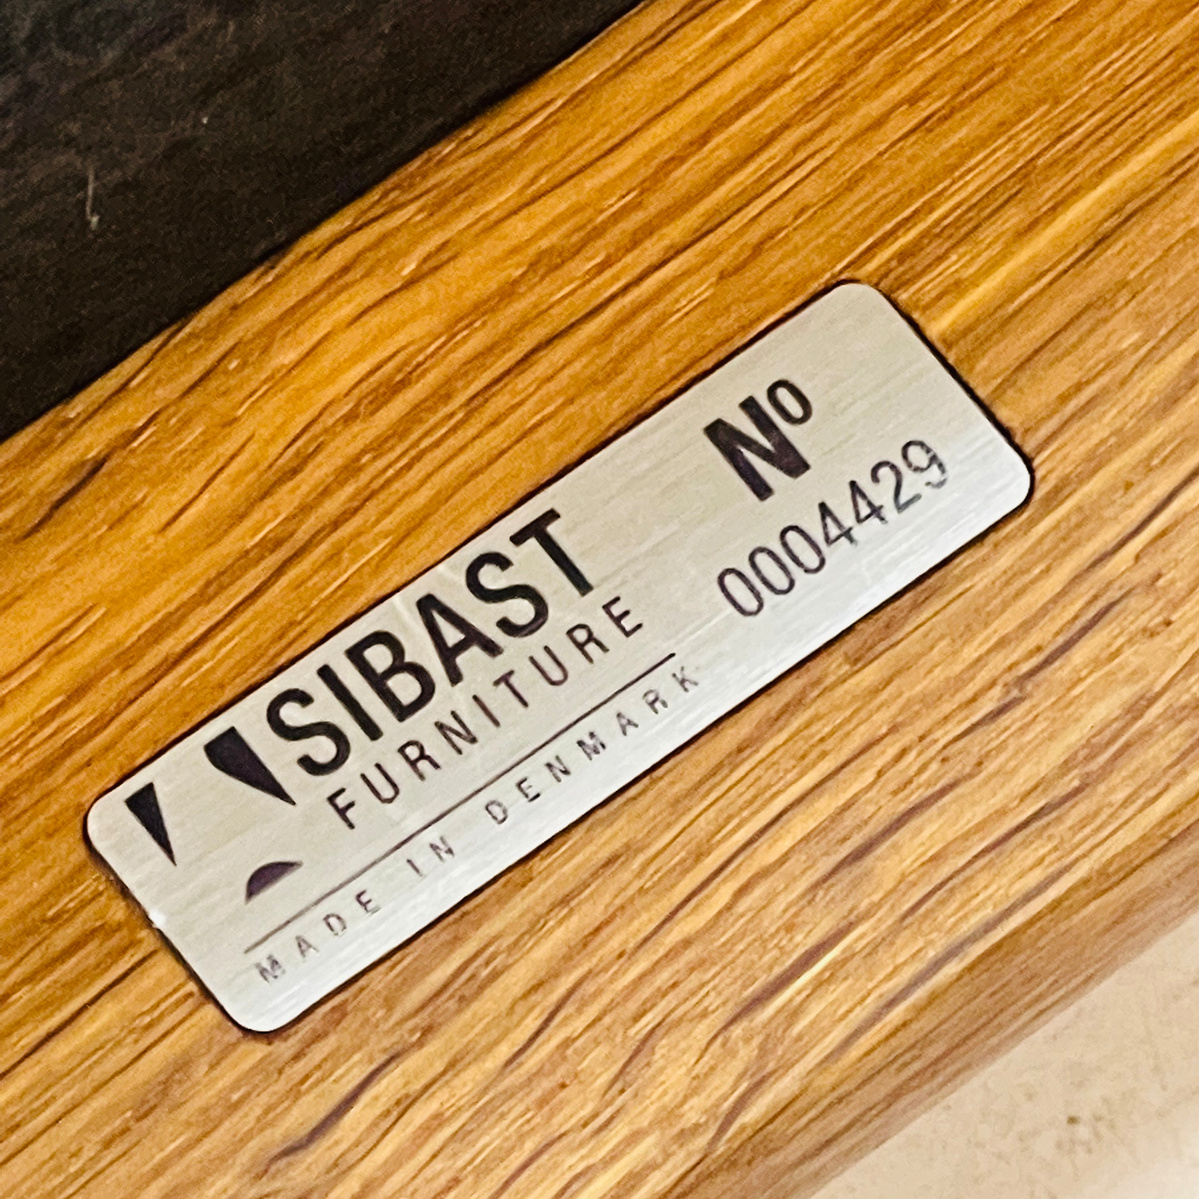 SIBAST
FURNITURE
MADE IN DENMARK
Nº
0004429